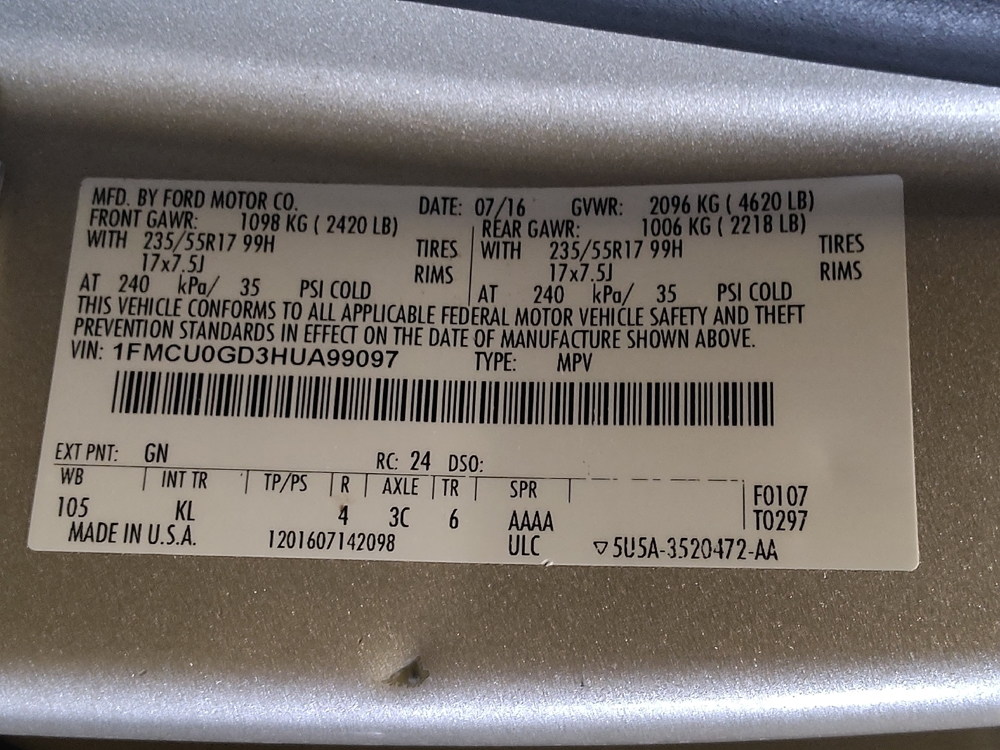 MFD. BY FORD MOTOR CO. DATE: 07/16 GVWR: 2096 KG ( 4620 LB)
FRONT GAWR: 1098 KG ( 2420 LB) REAR GAWR: 1006 KG ( 2218 LB)
WITH 235/55R17 99H TIRES WITH 235/55R17 99H TIRES
17x7.5J RIMS 17x7.5J RIMS
AT 240 kPa/ 35 PSI COLD AT 240 kPa/ 35 PSI COLD
THIS VEHICLE CONFORMS TO ALL APPLICABLE FEDERAL MOTOR VEHICLE SAFETY AND THEFT
PREVENTION STANDARDS IN EFFECT ON THE DATE OF MANUFACTURE SHOWN ABOVE.
VIN: 1FMCU0GD3HUA99097 TYPE: MPV
EXT PNT: GN RC: 24 DSO:
WB INT TR TP/PS R AXLE TR SPR F0107
105 KL 4 3C 6 AAAA T0297
MADE IN U.S.A. 1201607142098 ULC ▽5U5A-3520472-AA